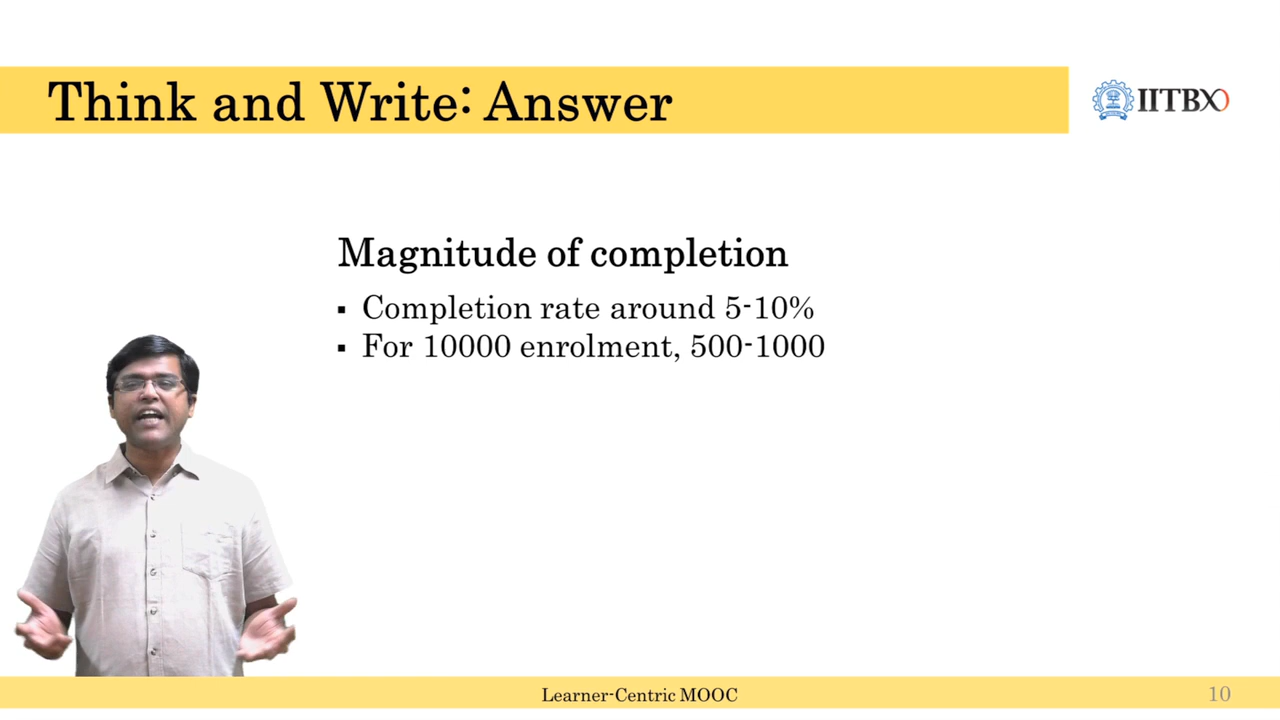 Think and Write: Answer
IITBX
Magnitude of completion
▪ Completion rate around 5-10%
▪ For 10000 enrolment, 500-1000
Learner-Centric MOOC
10